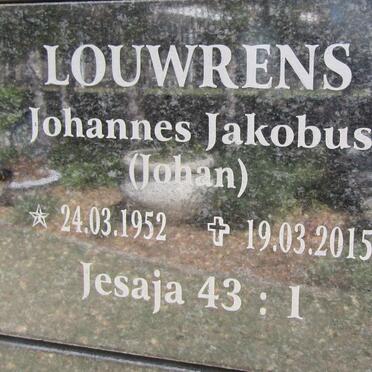 LOUWRENS
Johannes Jakobus
(Johan)
☆ 24.03.1952 ✞ 19.03.2015
Jesaja 43 : 1